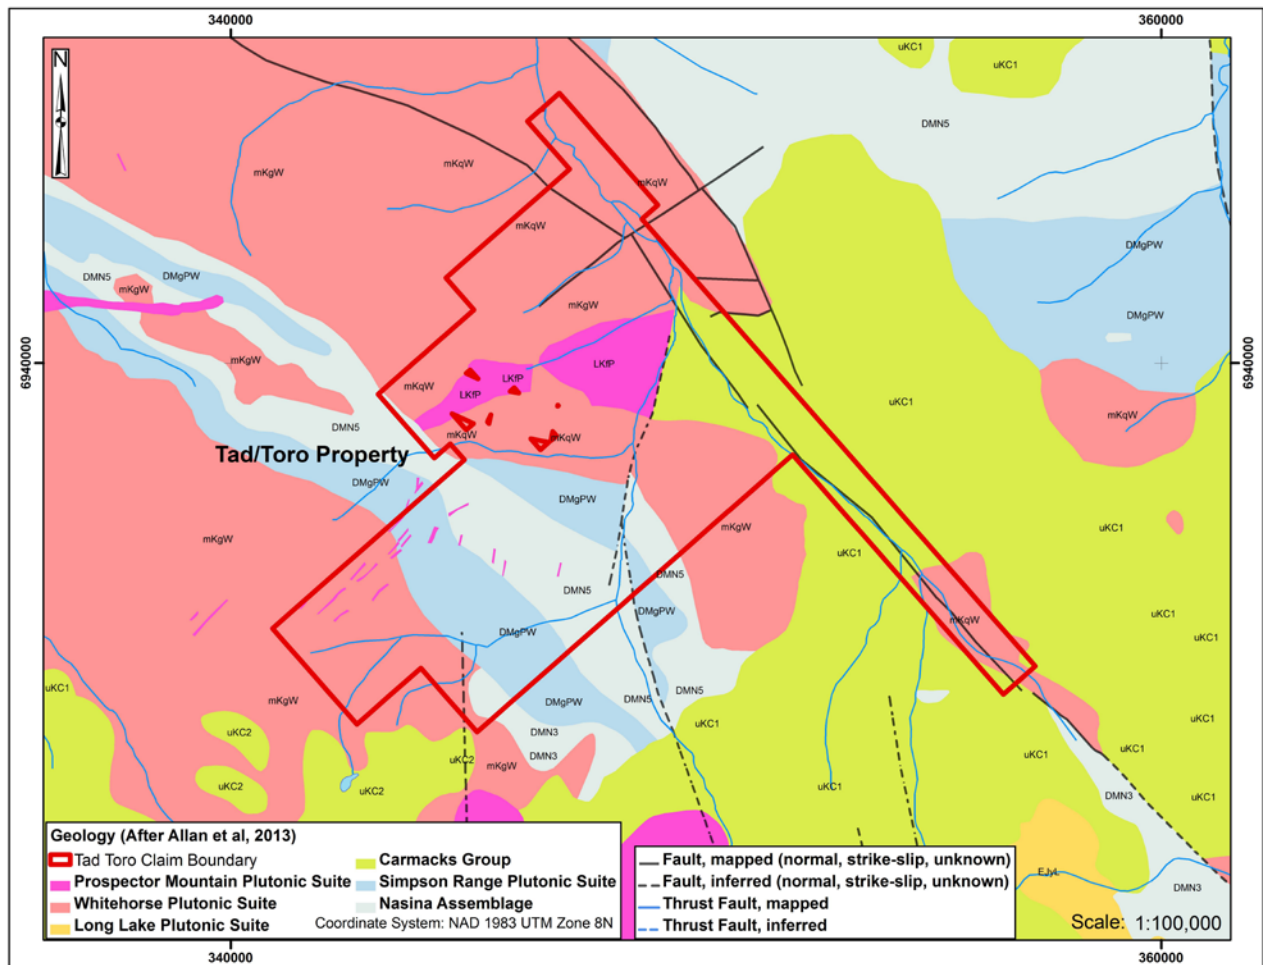 340000
360000
N
uKC1
uKC1
DMN5
mKgW
mKqW
mKqW
DMgPW
DMN5
DMgPW
mKgW
mKgW
DMgPW
6940000
6940000
LKfP
LKfP
LKfP
mKgW
mKqW
uKC1
mKqW
DMN5
mKqW
mKqW
Tad/Toro Property
DMgPW
DMgPW
mKgW
mKgW
uKC1
uKC1
DMN5
DMN5
DMgPW
DMgPW
mKqW
uKC1
uKC1
uKC1
mKgW
DMgPW
DMN5
DMN5
uKC1
uKC1
uKC2
DMN3
DMN3
uKC2
mKgW
uKC1
uKC1
uKC2
uKC2
uKC1
DMN3
uKC1
EJyL
DMN3
Geology (After Allan et al, 2013)
Tad Toro Claim Boundary
Prospector Mountain Plutonic Suite
Whitehorse Plutonic Suite
Long Lake Plutonic Suite
Carmacks Group
Simpson Range Plutonic Suite
Nasina Assemblage
Coordinate System: NAD 1983 UTM Zone 8N
Fault, mapped (normal, strike-slip, unknown)
Fault, inferred (normal, strike-slip, unknown)
Thrust Fault, mapped
Thrust Fault, inferred
Scale: 1:100,000
340000
360000